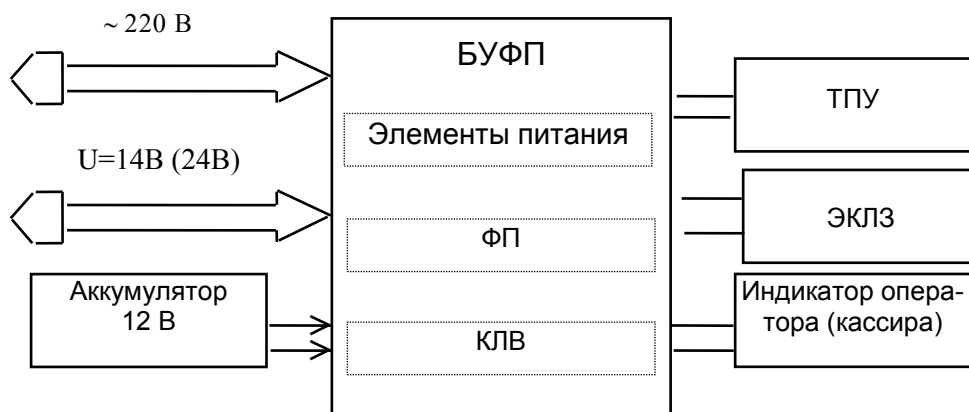 ~ 220 В
БУФП
ТПУ
Элементы питания
U=14В (24В)
ЭКЛЗ
ФП
Аккумулятор
12 В
Индикатор опера-
тора (кассира)
КЛВ